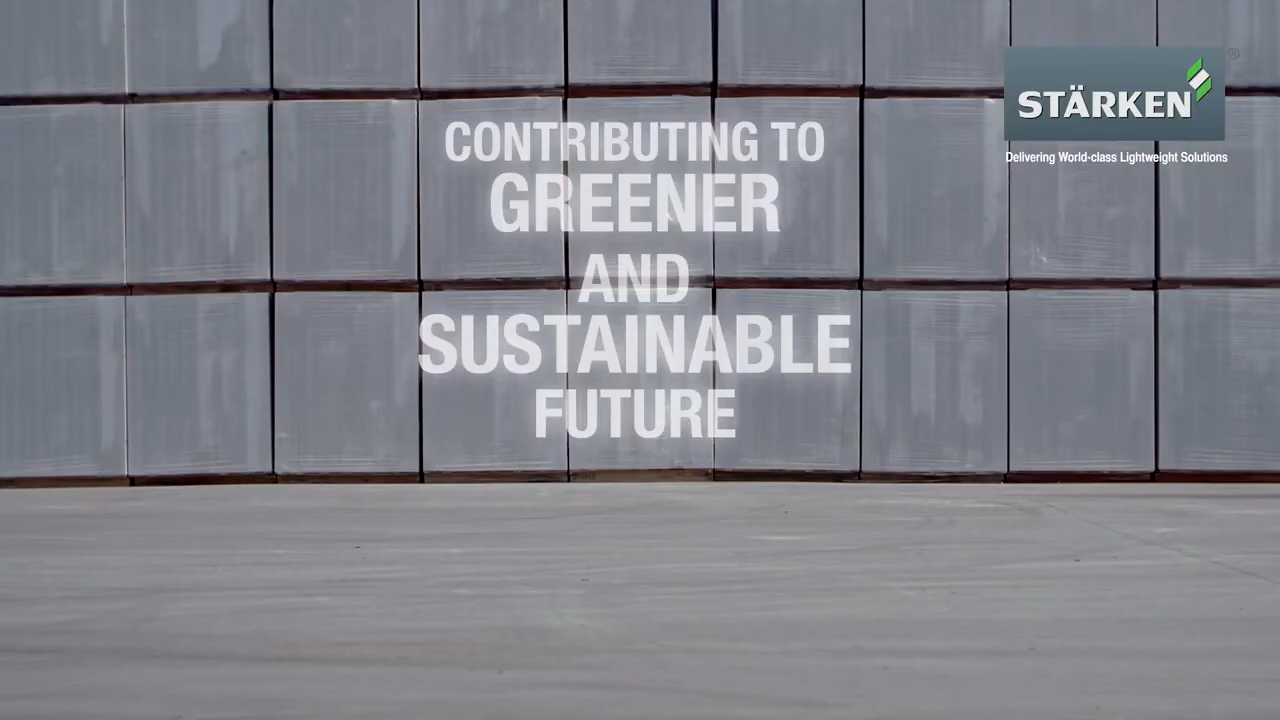 CONTRIBUTING TO
GREENER
AND
SUSTAINABLE
FUTURE
STÄRKEN
®
Delivering World-class Lightweight Solutions